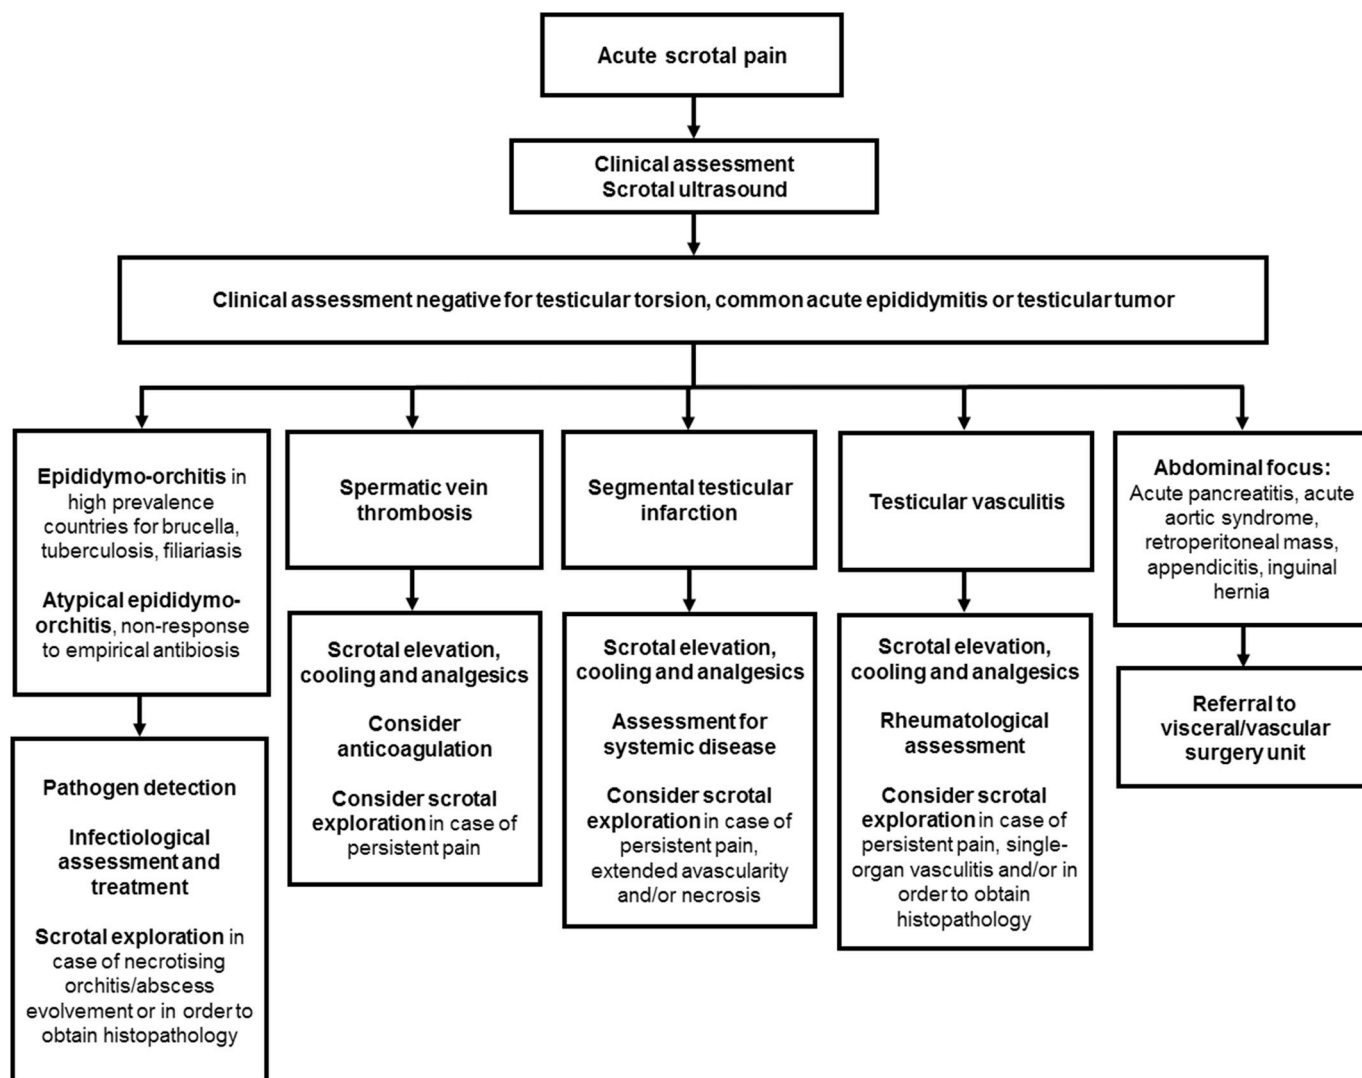 Acute scrotal pain
Clinical assessment
Scrotal ultrasound
Clinical assessment negative for testicular torsion, common acute epididymitis or testicular tumor
Epididymo-orchitis in
high prevalence
countries for brucella,
tuberculosis, filiariasis
Atypical epididymo-
orchitis, non-response
to empirical antibiosis
Pathogen detection
Infectiological
assessment and
treatment
Scrotal exploration in
case of necrotising
orchitis/abscess
evolvement or in order to
obtain histopathology
Spermatic vein
thrombosis
Scrotal elevation,
cooling and analgesics
Consider
anticoagulation
Consider scrotal
exploration in case of
persistent pain
Segmental testicular
infarction
Scrotal elevation,
cooling and analgesics
Assessment for
systemic disease
Consider scrotal
exploration in case of
persistent pain,
extended avascularity
and/or necrosis
Testicular vasculitis
Scrotal elevation,
cooling and analgesics
Rheumatological
assessment
Consider scrotal
exploration in case of
persistent pain, single-
organ vasculitis and/or in
order to obtain
histopathology
Abdominal focus:
Acute pancreatitis, acute
aortic syndrome,
retroperitoneal mass,
appendicitis, inguinal
hernia
Referral to
visceral/vascular
surgery unit